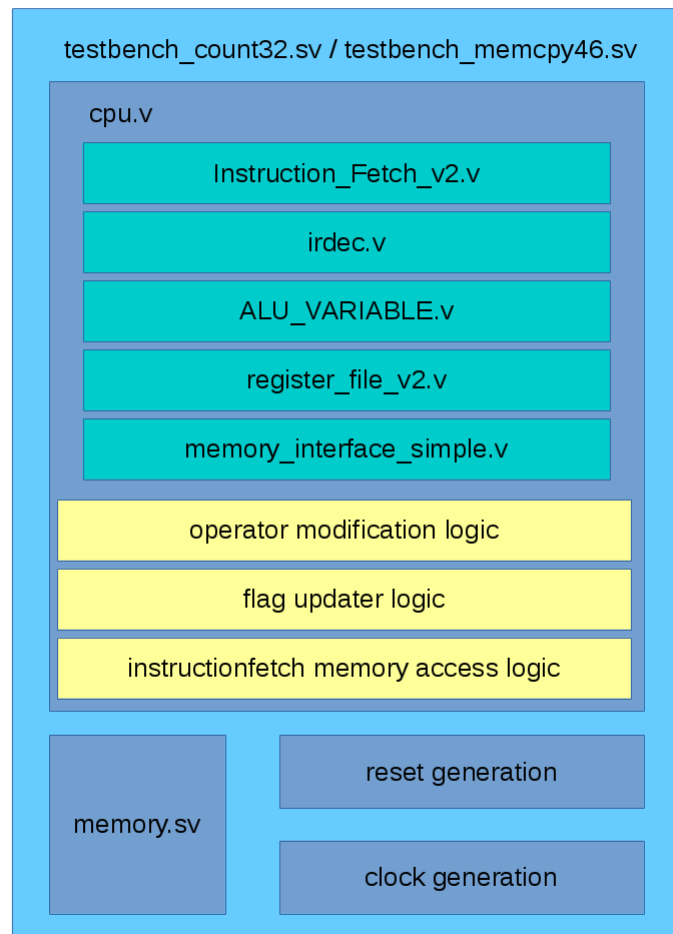 testbench_count32.sv / testbench_memcpy46.sv
cpu.v
Instruction_Fetch_v2.v
irdec.v
ALU_VARIABLE.v
register_file_v2.v
memory_interface_simple.v
operator modification logic
flag updater logic
instructionfetch memory access logic
memory.sv
reset generation
clock generation